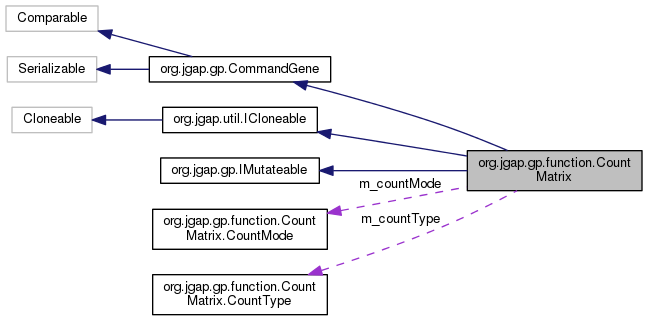 Comparable
Serializable
org.jgap.gp.CommandGene
Cloneable
org.jgap.util.ICloneable
org.jgap.gp.IMutateable
org.jgap.gp.function.Count
Matrix
m_countMode
org.jgap.gp.function.Count
Matrix.CountMode
m_countType
org.jgap.gp.function.Count
Matrix.CountType